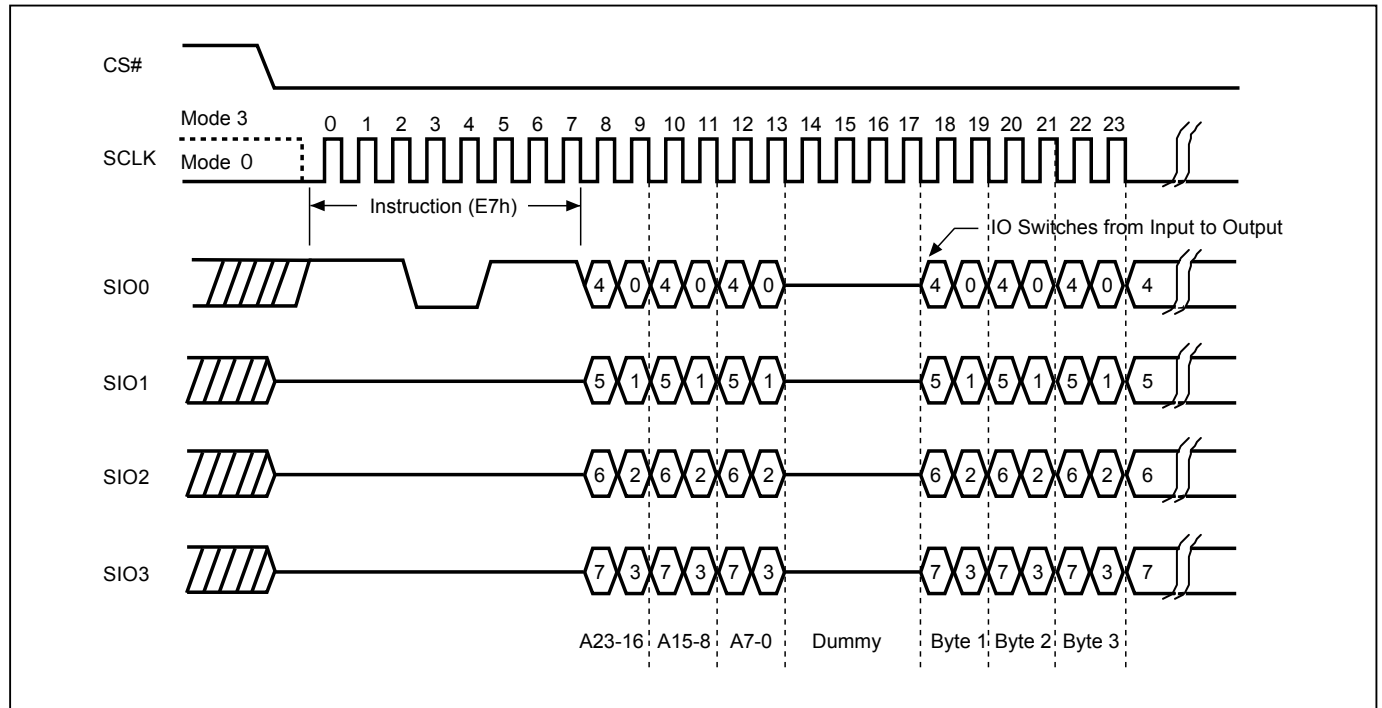 CS#
Mode 3
0 1 2 3 4 5 6 7 8 9 10 11 12 13 14 15 16 17 18 19 20 21 22 23
SCLK
Mode 0
Instruction (E7h)
IO Switches from Input to Output
SIO0
4 0 4 0 4 0 4 0 4 0 4 0 4
SIO1
5 1 5 1 5 1 5 1 5 1 5 1 5
SIO2
6 2 6 2 6 2 6 2 6 2 6 2 6
SIO3
7 3 7 3 7 3 7 3 7 3 7 3 7
A23-16 A15-8 A7-0 Dummy Byte 1 Byte 2 Byte 3